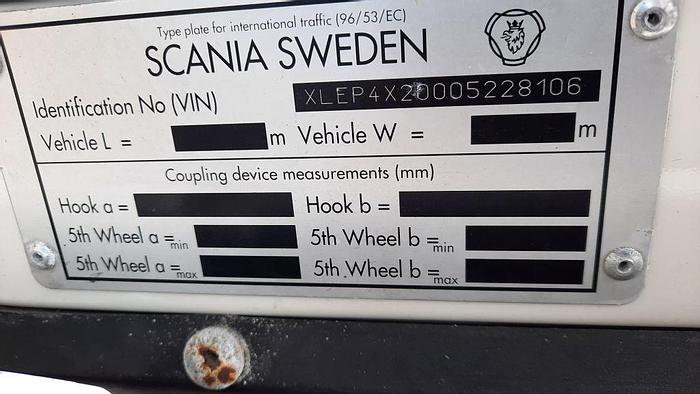 Type plate for international traffic (96/53/EC)
SCANIA SWEDEN
Identification No (VIN) XLEP4X20005228106
Vehicle L = m Vehicle W = m
Coupling device measurements (mm)
Hook a = Hook b =
5th Wheel a = min 5th Wheel b = min
5th Wheel a = max 5th Wheel b = max